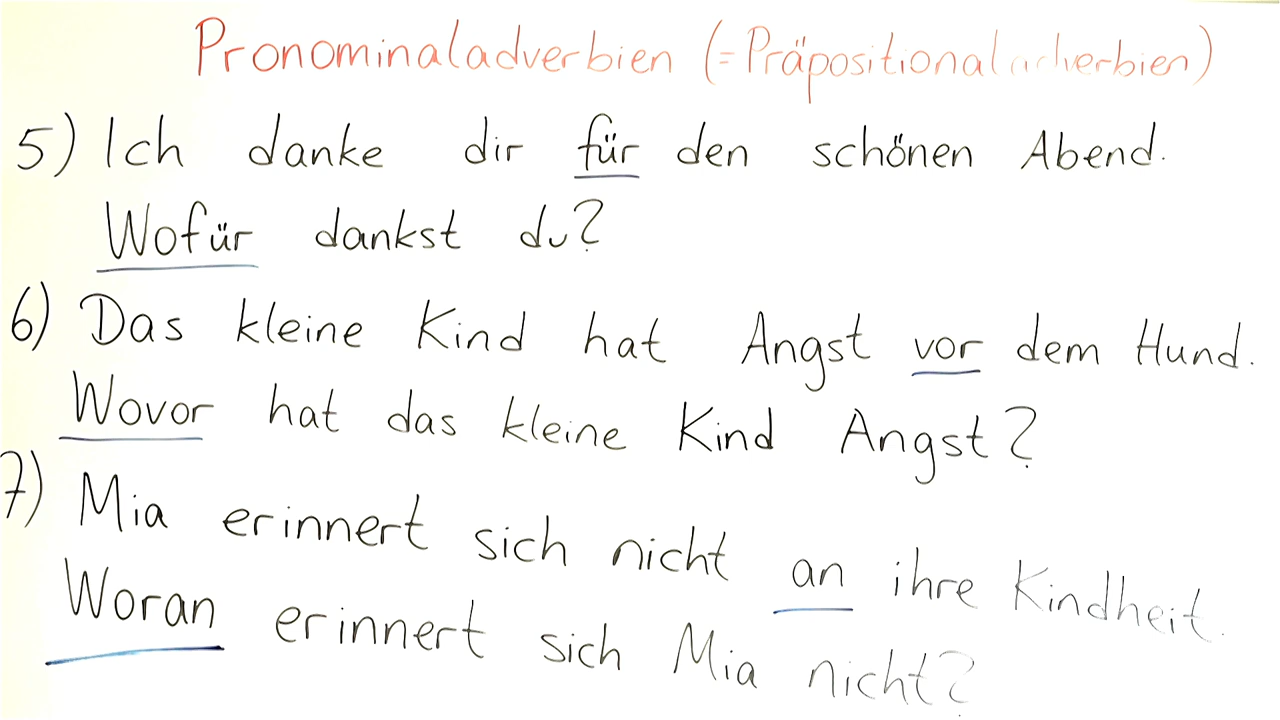 Pronominaladverbien (=Präpositionaladverbien)
5) Ich danke dir für den schönen Abend.
Wofür dankst du?
6) Das kleine Kind hat Angst vor dem Hund.
Wovor hat das kleine Kind Angst?
7) Mia erinnert sich nicht an ihre Kindheit.
Woran erinnert sich Mia nicht?